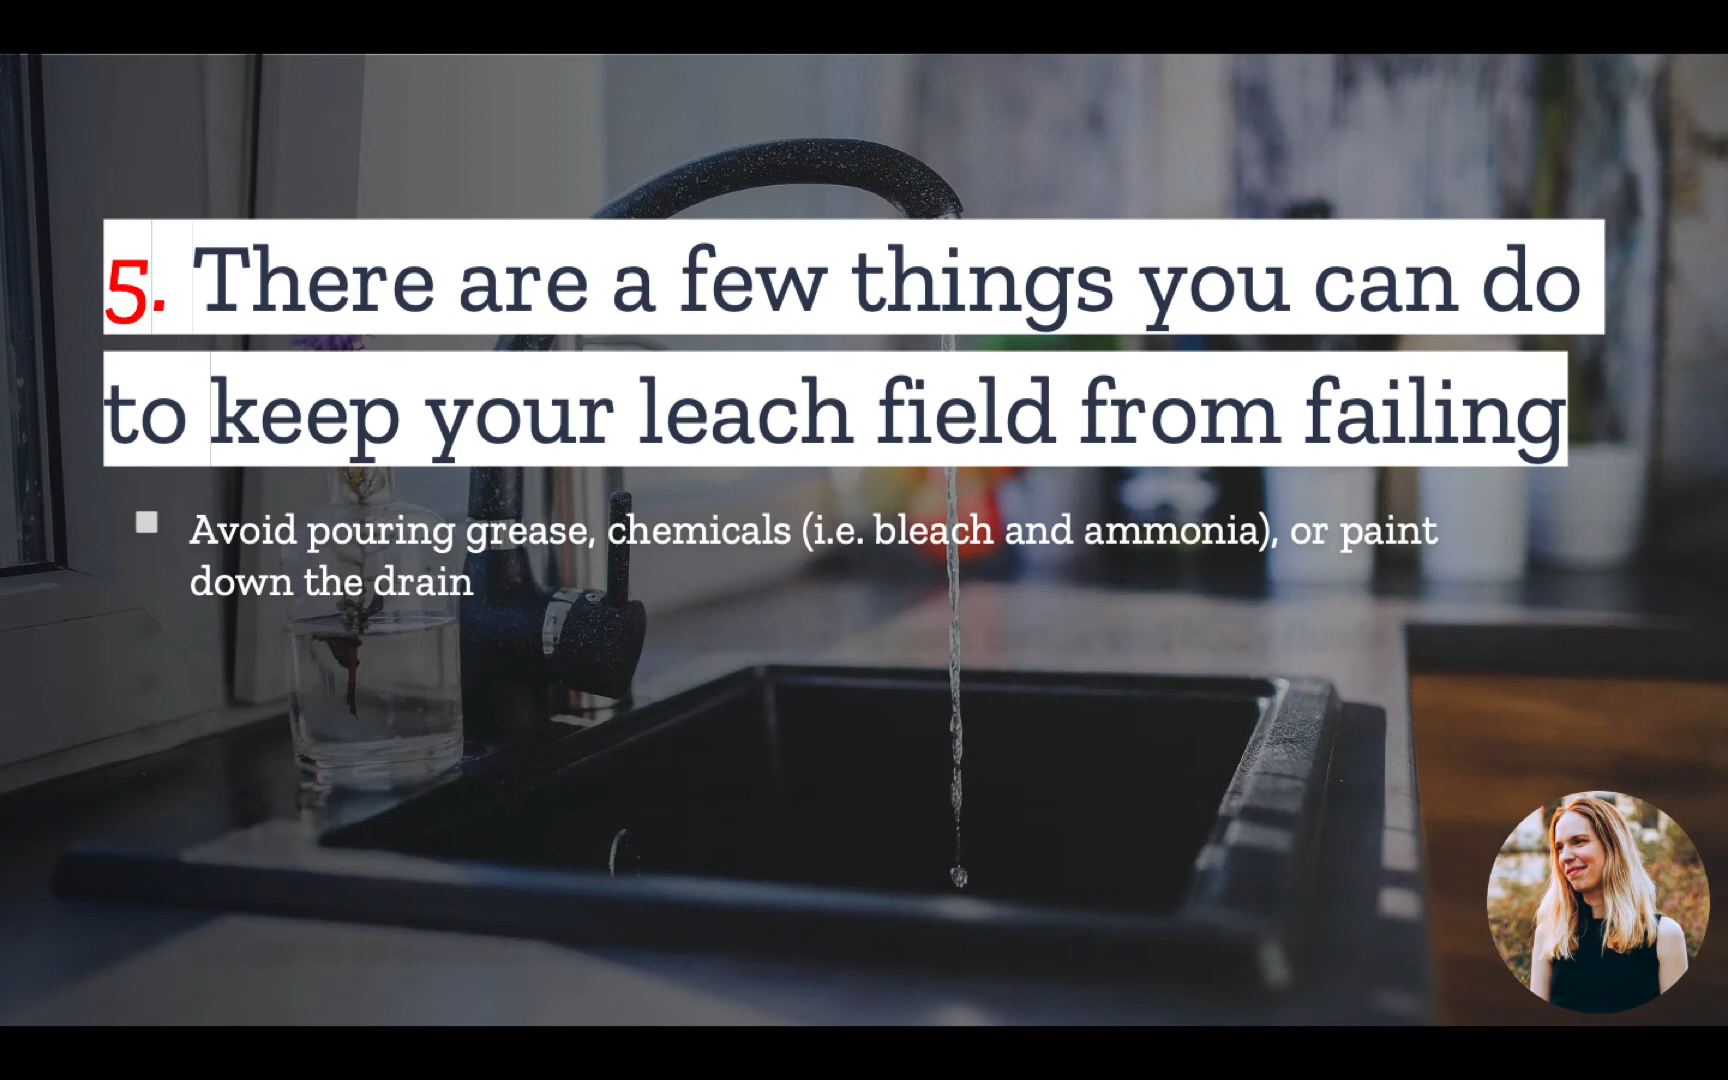 5. There are a few things you can do
to keep your leach field from failing
Avoid pouring grease, chemicals (i.e. bleach and ammonia), or paint
down the drain